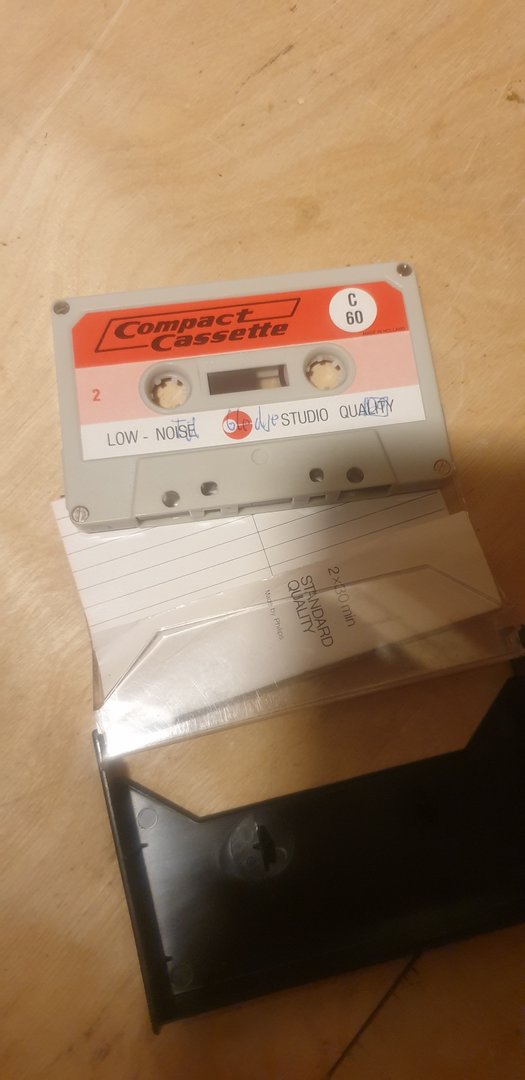 Compact
Cassette
C
60
MADE IN HOLLAND
2
LOW - NOISE
STUDIO QUALITY
2 x 30 min
STANDARD
QUALITY
Made by Philips